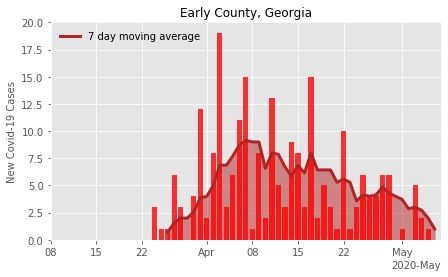 Early County, Georgia
7 day moving average
New Covid-19 Cases
20.0
17.5
15.0
12.5
10.0
7.5
5.0
2.5
0.0
08 15 22 Apr 08 15 22 May
2020-May